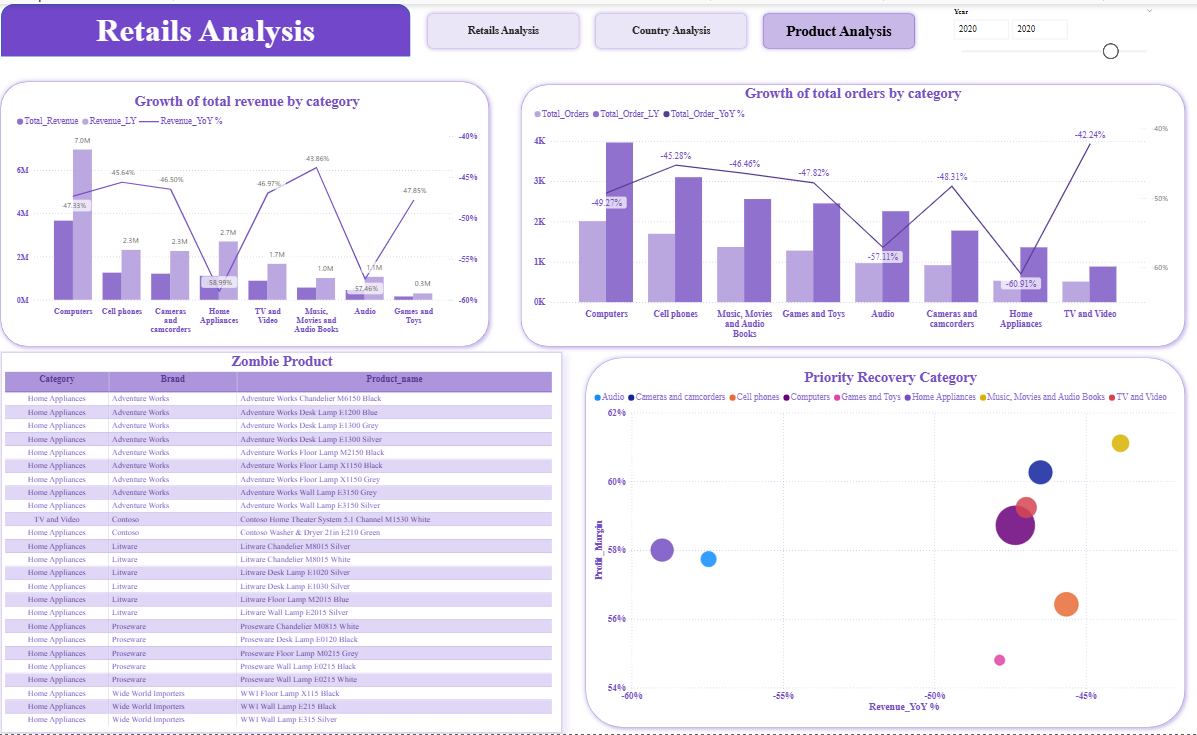 Retails Analysis
Retails Analysis
Country Analysis
Product Analysis
Year
2020 2020
Growth of total revenue by category
Total_Revenue Revenue_LY Revenue_YoY %
6M
4M
2M
0M
-40%
-45%
-50%
-55%
-60%
7.0M
2.3M
2.3M
2.7M
1.7M
1.0M
1.1M
0.3M
-47.33%
45.64%
46.50%
58.99%
46.97%
43.86%
57.46%
47.85%
Computers
Cell phones
Cameras
and
camcorders
Home
Appliances
TV and
Video
Music,
Movies and
Audio Books
Audio
Games and
Toys
Growth of total orders by category
Total_Orders Total_Order_LY Total_Order_YoY %
4K
3K
2K
1K
0K
-40%
-50%
-60%
-49.27%
-45.28%
-46.46%
-47.82%
-57.11%
-48.31%
-60.91%
-42.24%
Computers
Cell phones
Music, Movies
and Audio
Books
Games and Toys
Audio
Cameras and
camcorders
Home
Appliances
TV and Video
Zombie Product
Category Brand Product_name
Home Appliances Adventure Works Adventure Works Chandelier M6150 Black
Home Appliances Adventure Works Adventure Works Desk Lamp E1200 Blue
Home Appliances Adventure Works Adventure Works Desk Lamp E1300 Grey
Home Appliances Adventure Works Adventure Works Desk Lamp E1300 Silver
Home Appliances Adventure Works Adventure Works Floor Lamp M2150 Black
Home Appliances Adventure Works Adventure Works Floor Lamp X1150 Black
Home Appliances Adventure Works Adventure Works Floor Lamp X1150 Grey
Home Appliances Adventure Works Adventure Works Wall Lamp E3150 Grey
Home Appliances Adventure Works Adventure Works Wall Lamp E3150 Silver
TV and Video Contoso Contoso Home Theater System 5.1 Channel M1530 White
Home Appliances Contoso Contoso Washer & Dryer 21in E210 Green
Home Appliances Litware Litware Chandelier M8015 Silver
Home Appliances Litware Litware Chandelier M8015 White
Home Appliances Litware Litware Desk Lamp E1020 Silver
Home Appliances Litware Litware Desk Lamp E1030 Silver
Home Appliances Litware Litware Floor Lamp M2015 Blue
Home Appliances Litware Litware Wall Lamp E2015 Silver
Home Appliances Proseware Proseware Chandelier M0815 White
Home Appliances Proseware Proseware Desk Lamp E0120 Black
Home Appliances Proseware Proseware Floor Lamp M0215 Grey
Home Appliances Proseware Proseware Wall Lamp E0215 Black
Home Appliances Proseware Proseware Wall Lamp E0215 White
Home Appliances Wide World Importers WWI Floor Lamp X115 Black
Home Appliances Wide World Importers WWI Wall Lamp E215 Black
Home Appliances Wide World Importers WWI Wall Lamp E315 Silver
Priority Recovery Category
Audio Cameras and camcorders Cell phones Computers Games and Toys Home Appliances Music, Movies and Audio Books TV and Video
62%
60%
58%
56%
54%
Profit_Margin
-60%
-55%
-50%
-45%
Revenue_YoY %